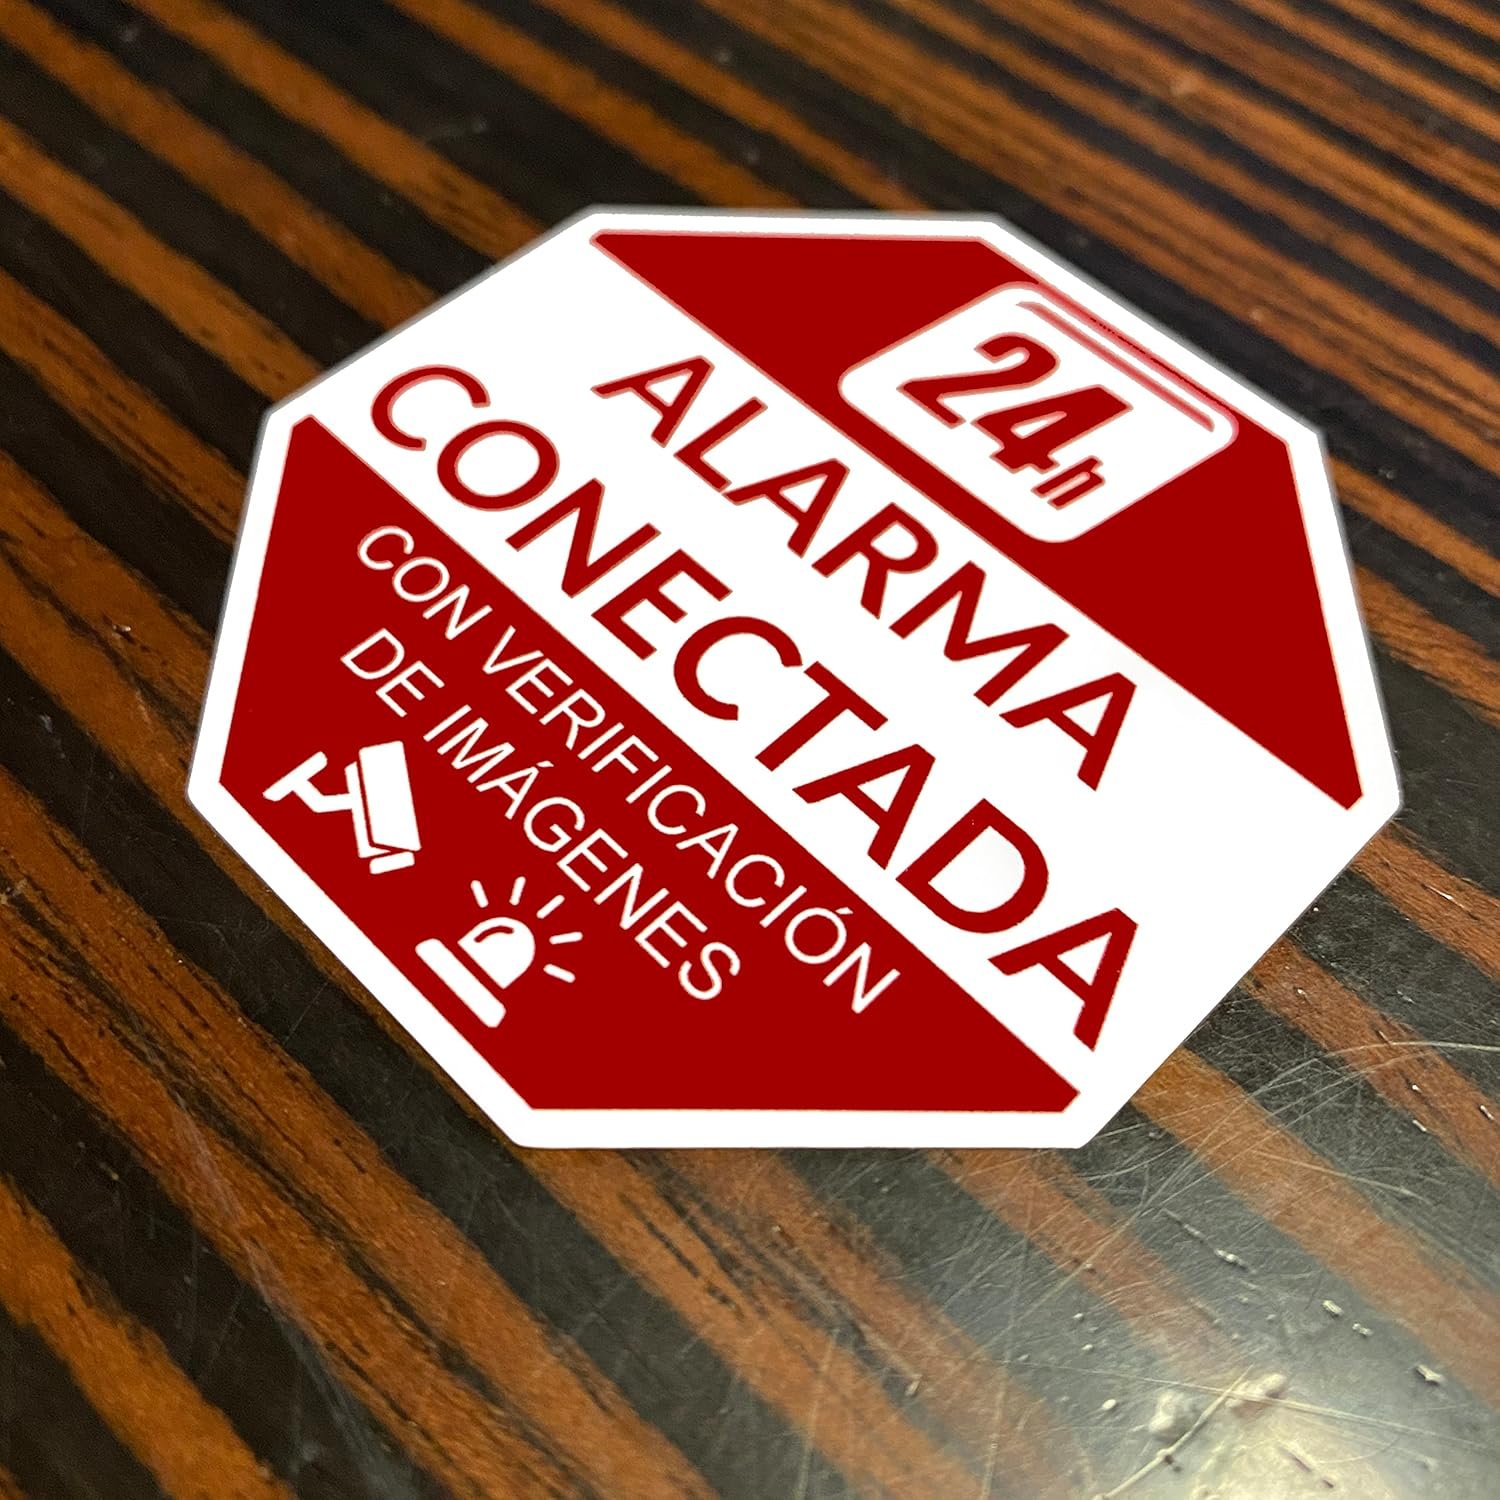 24h
ALARMA
CONECTADA
CON VERIFICACIÓN
DE IMÁGENES